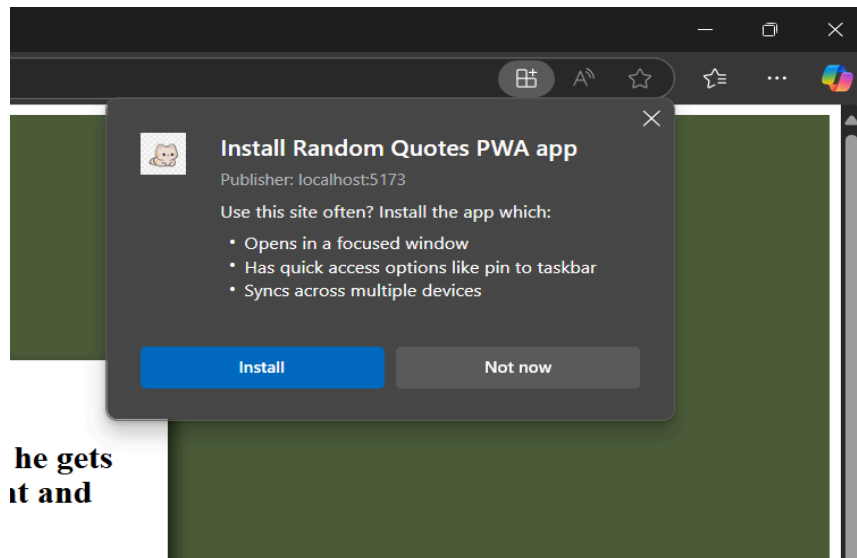 Install Random Quotes PWA app
Publisher: localhost:5173
Use this site often? Install the app which:
• Opens in a focused window
• Has quick access options like pin to taskbar
• Syncs across multiple devices
Install
Not now
he gets
and